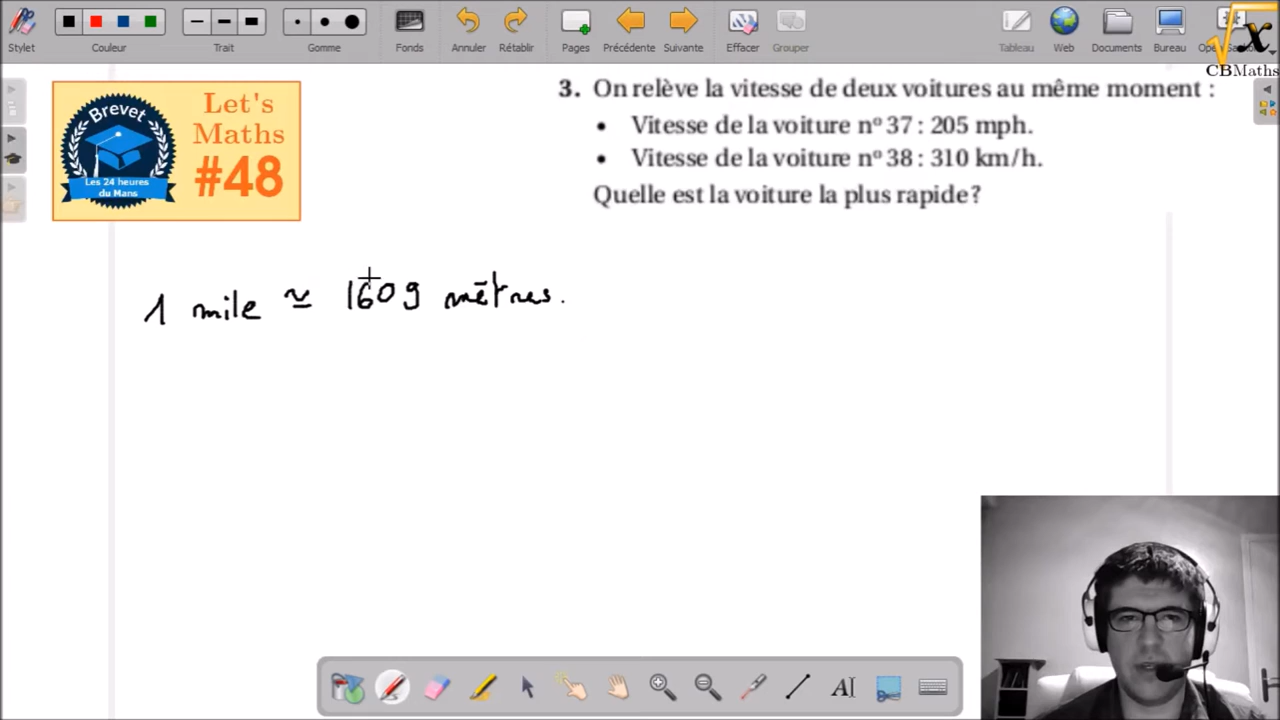 Stylet
Couleur
Trait
Gomme
Fonds
Annuler
Rétablir
Pages
Précédente
Suivante
Effacer
Grouper
Tableau
Web
Documents
Bureau
CBMaths
Brevet
Les 24 heures
du Mans
Let's
Maths
#48
3. On relève la vitesse de deux voitures au même moment :
• Vitesse de la voiture nº 37 : 205 mph.
• Vitesse de la voiture nº 38 : 310 km/h.
Quelle est la voiture la plus rapide ?
1 mile ≃ 1609 mètres.
AI